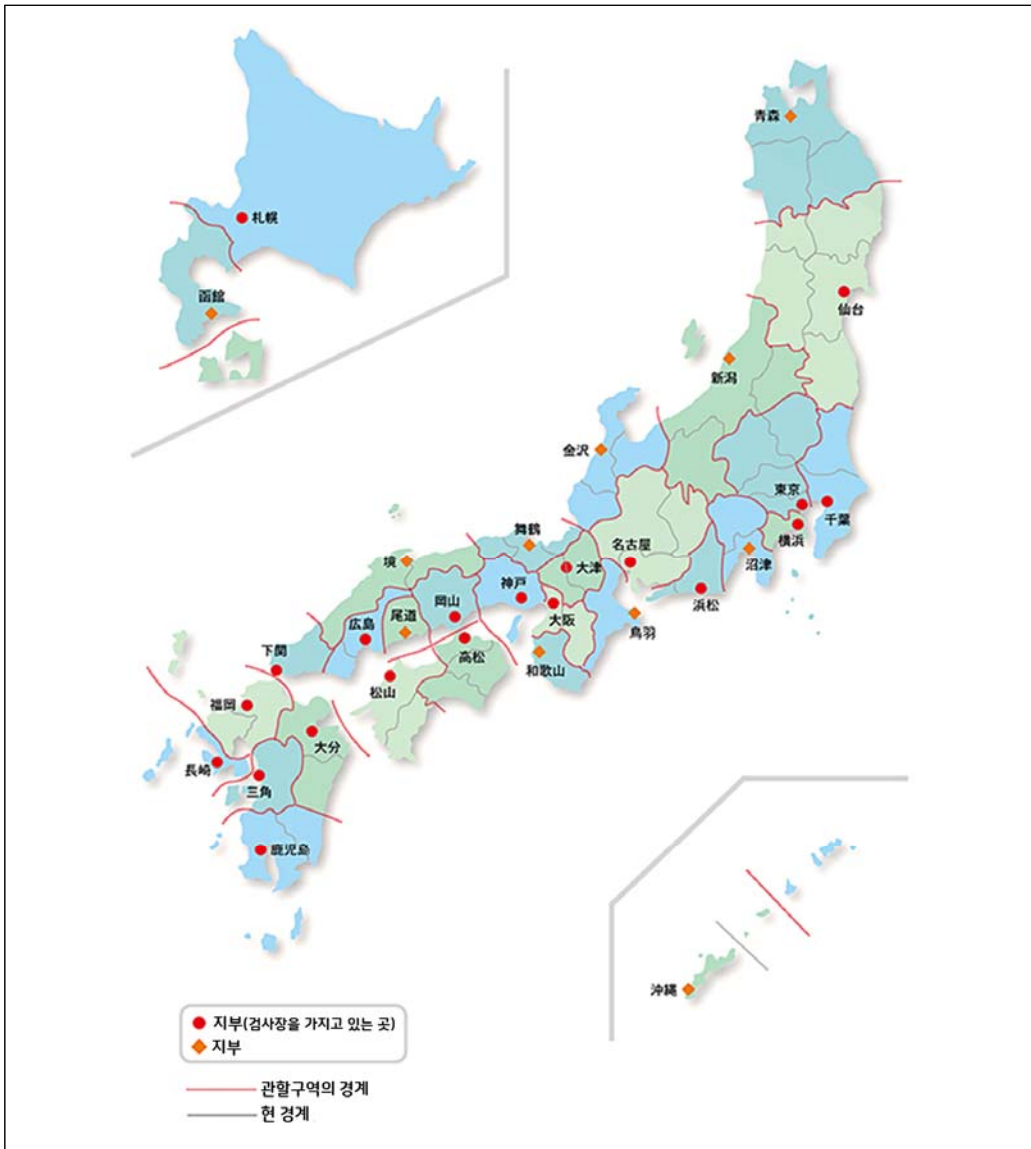 青森
札幌
函館
仙台
新潟
金沢
東京
千葉
舞鶴
名古屋
横浜
境
大津
沼津
神戸
岡山
尾道
広島
大阪
浜松
鳥羽
下関
高松
和歌山
松山
福岡
大分
長崎
三角
鹿児島
沖縄
지부(검사장을 가지고 있는 곳)
지부
관할구역의 경계
현 경계